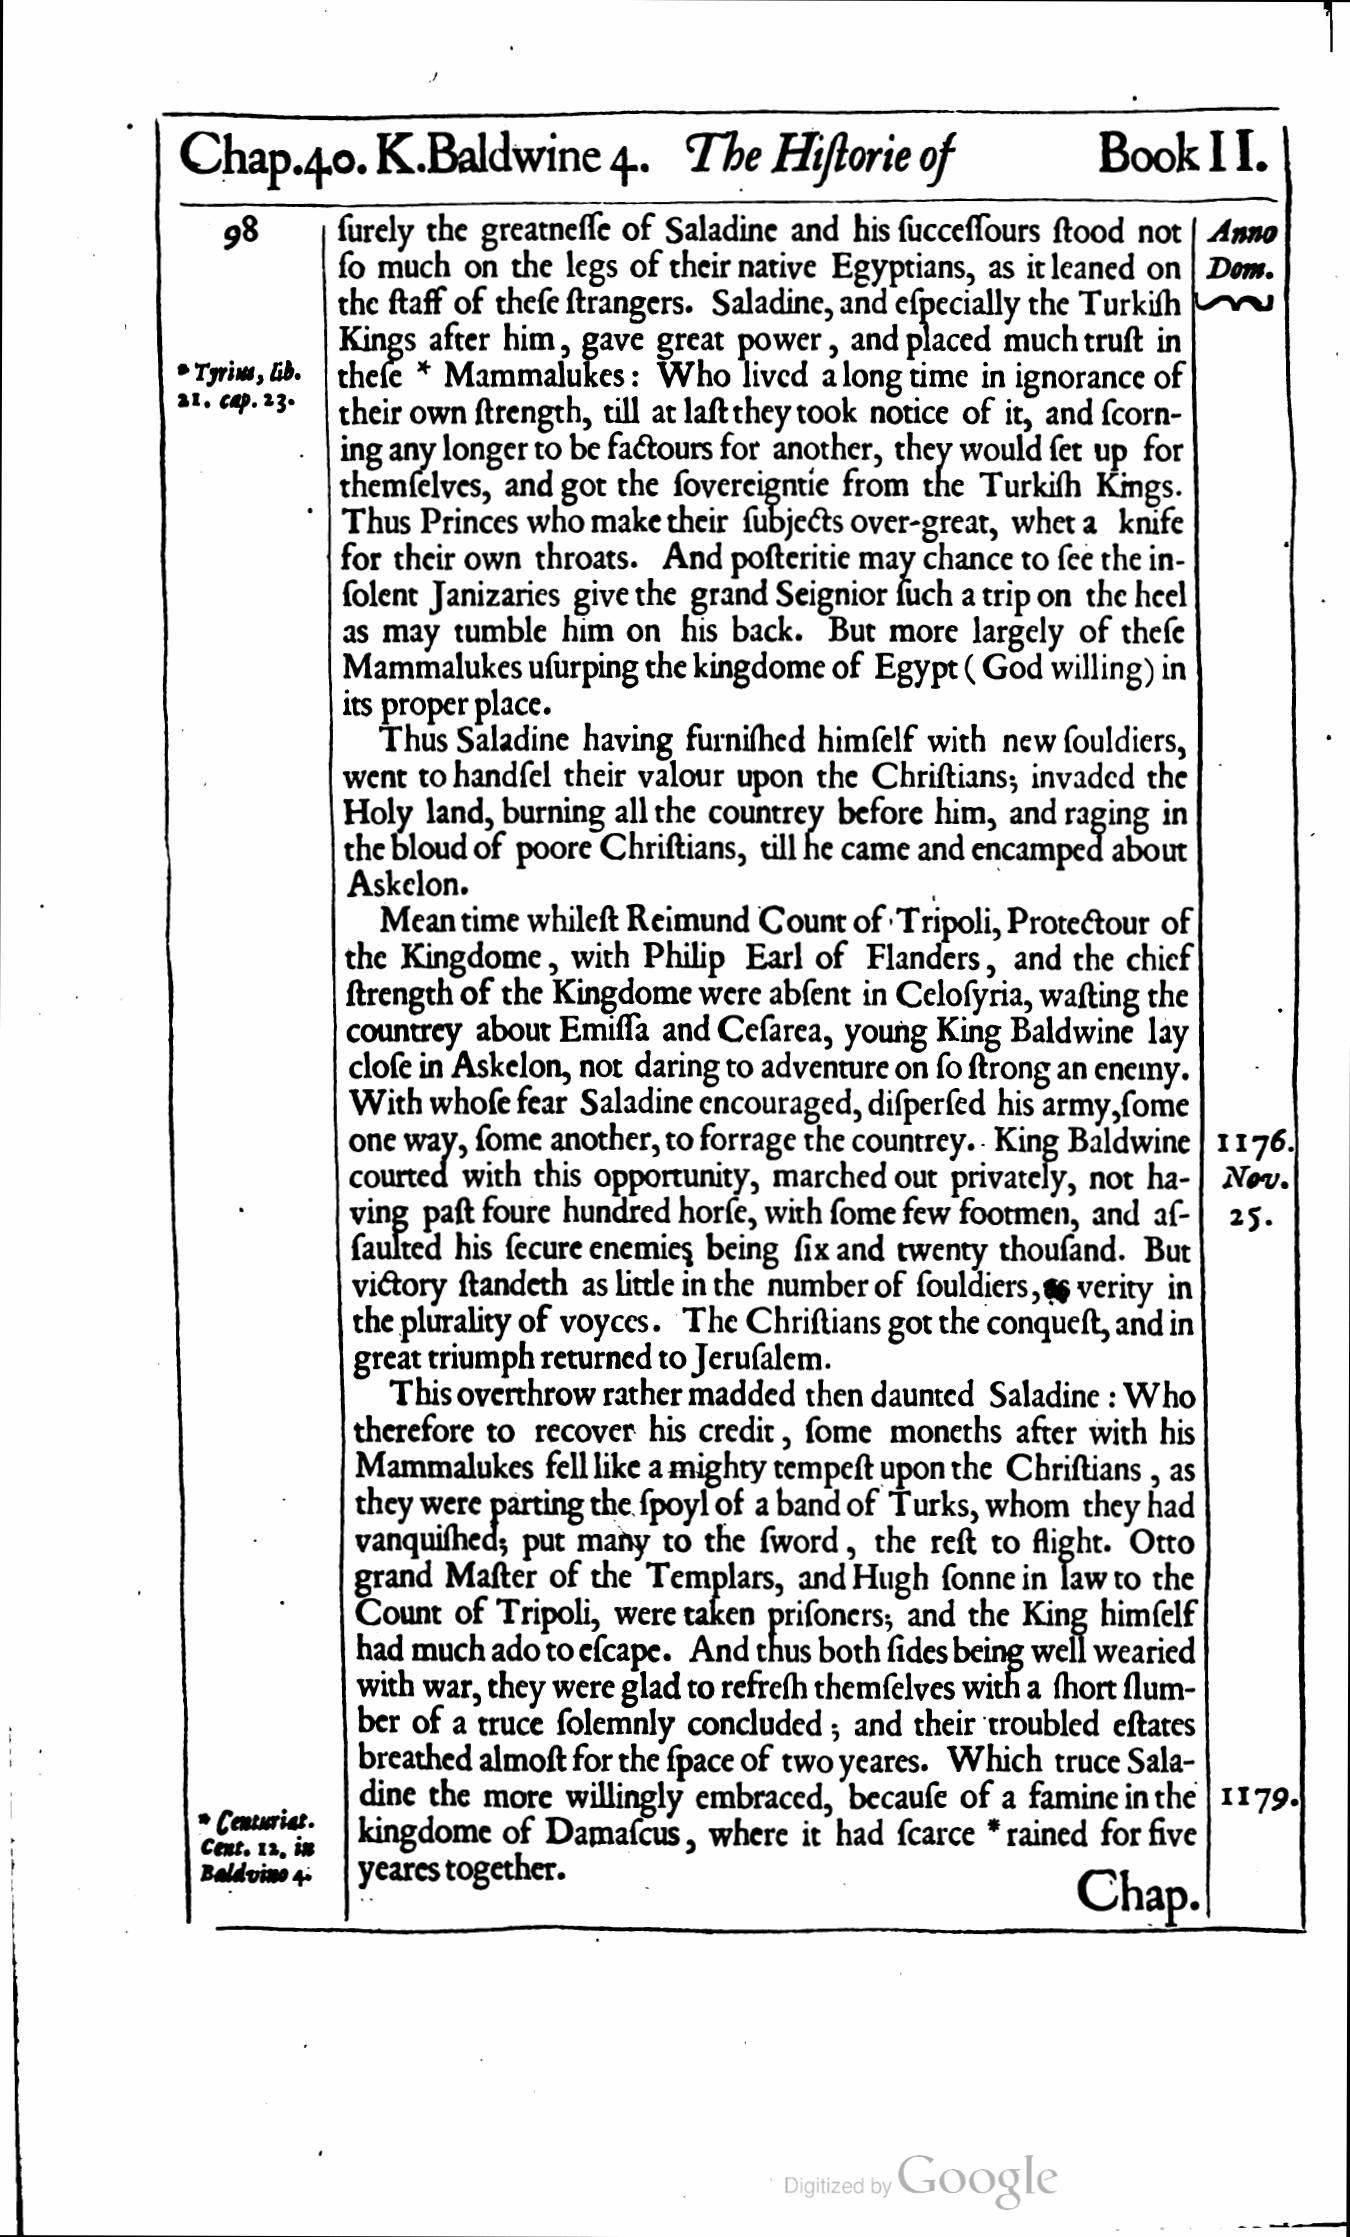 Chap.40. K.Baldwine 4. The Hiſtorie of Book II.
98
Anno
Dom.
ſurely the greatneſſe of Saladine and his ſucceſſours ſtood not
ſo much on the legs of their native Egyptians, as it leaned on
the ſtaff of theſe ſtrangers. Saladine, and eſpecially the Turkiſh
Kings after him, gave great power, and placed much truſt in
theſe * Mammalukes: Who lived a long time in ignorance of
their own ſtrength, till at laſt they took notice of it, and ſcorn-
ing any longer to be factours for another, they would ſet up for
themſelves, and got the ſovereigntie from the Turkiſh Kings.
Thus Princes who make their ſubjects over-great, whet a knife
for their own throats. And poſteritie may chance to ſee the in-
ſolent Janizaries give the grand Seignior ſuch a trip on the heel
as may tumble him on his back. But more largely of theſe
Mammalukes uſurping the kingdome of Egypt (God willing) in
its proper place.
* Tyrius, lib.
21. cap. 23.
Thus Saladine having furniſhed himſelf with new ſouldiers,
went to handſel their valour upon the Chriſtians; invaded the
Holy land, burning all the countrey before him, and raging in
the bloud of poore Chriſtians, till he came and encamped about
Askelon.
Mean time whileſt Reimund Count of Tripoli, Protectour of
the Kingdome, with Philip Earl of Flanders, and the chief
ſtrength of the Kingdome were abſent in Celoſyria, waſting the
countrey about Emiſſa and Ceſarea, young King Baldwine lay
cloſe in Askelon, not daring to adventure on ſo ſtrong an enemy.
With whoſe fear Saladine encouraged, diſperſed his army, ſome
one way, ſome another, to forrage the countrey. King Baldwine
courted with this opportunity, marched out privately, not ha-
ving paſt foure hundred horſe, with ſome few footmen, and aſ-
ſaulted his ſecure enemies being ſix and twenty thouſand. But
victory ſtandeth as little in the number of ſouldiers, verity in
the plurality of voyces. The Chriſtians got the conqueſt, and in
great triumph returned to Jeruſalem.
1176.
Nov.
25.
This overthrow rather madded then daunted Saladine: Who
therefore to recover his credit, ſome moneths after with his
Mammalukes fell like a mighty tempeſt upon the Chriſtians, as
they were parting the ſpoyl of a band of Turks, whom they had
vanquiſhed; put many to the ſword, the reſt to flight. Otto
grand Maſter of the Templars, and Hugh ſonne in law to the
Count of Tripoli, were taken priſoners; and the King himſelf
had much ado to eſcape. And thus both ſides being well wearied
with war, they were glad to refreſh themſelves with a ſhort ſlum-
ber of a truce ſolemnly concluded; and their troubled eſtates
breathed almoſt for the ſpace of two yeares. Which truce Sala-
dine the more willingly embraced, becauſe of a famine in the
kingdome of Damaſcus, where it had ſcarce * rained for five
yeares together.
1179.
* Centuriat.
Cent. 12. in
Baldvino 4.
Chap.
Digitized by Google